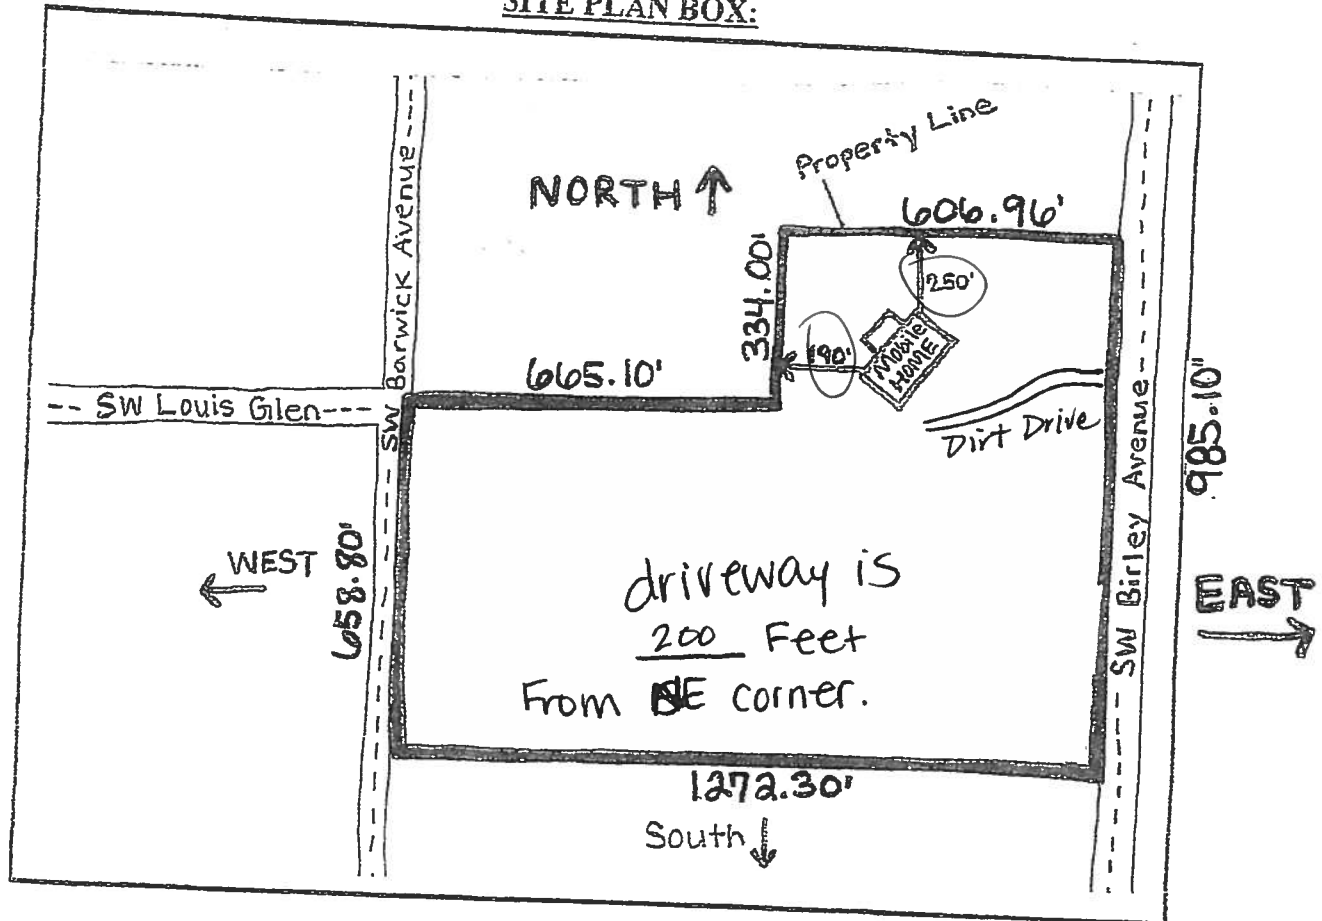 SITE PLAN BOX:
Property Line
NORTH
606.96'
SW Barwick Avenue
334.00'
250'
190'
Mobile
HOME
665.10'
SW Louis Glen
Dirt Drive
985.10"
SW Birley Avenue
WEST
658.80'
driveway is
200 Feet
From NE corner.
EAST
1272.30'
South